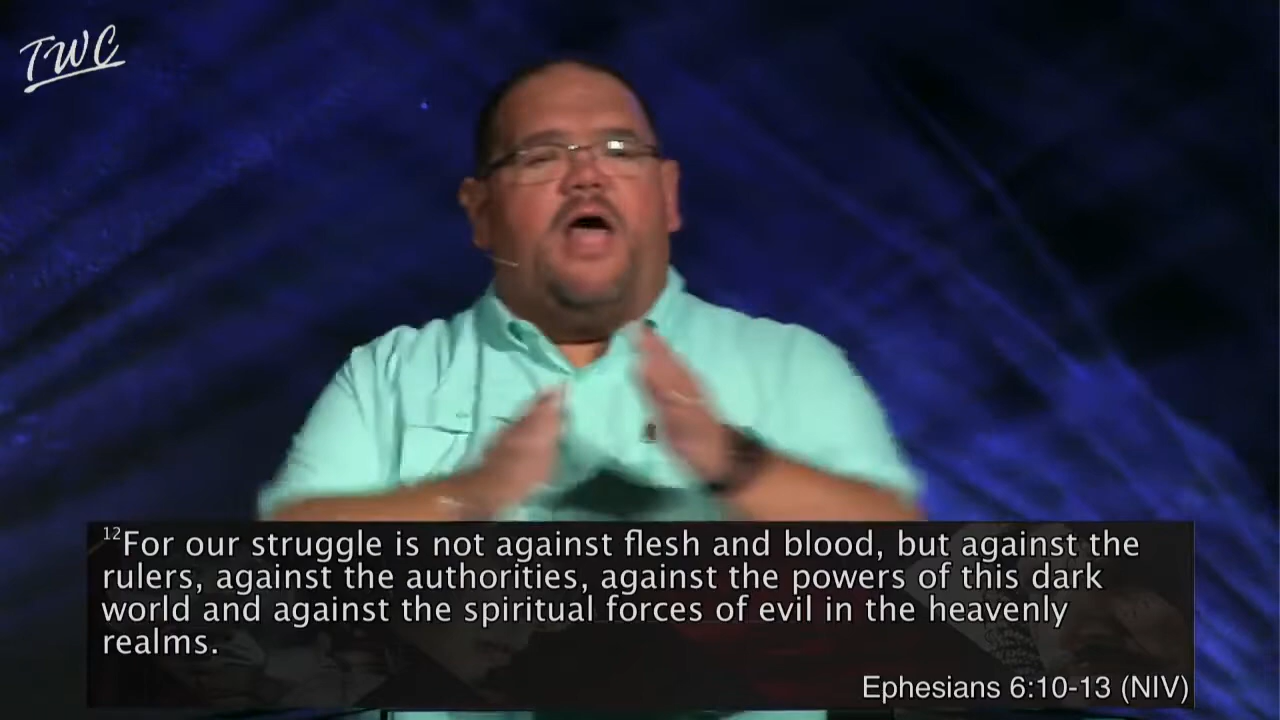 TWC
¹²For our struggle is not against flesh and blood, but against the
rulers, against the authorities, against the powers of this dark
world and against the spiritual forces of evil in the heavenly
realms.
Ephesians 6:10-13 (NIV)